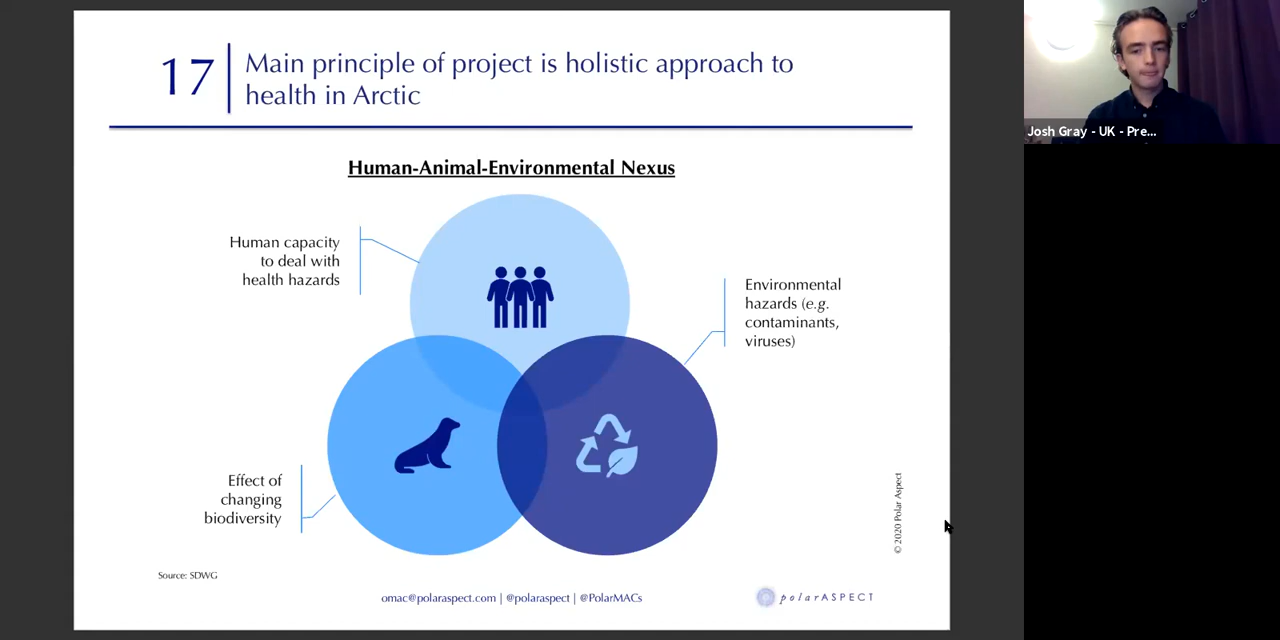 17
Main principle of project is holistic approach to
health in Arctic
Human-Animal-Environmental Nexus
Human capacity
to deal with
health hazards
Environmental
hazards (e.g.
contaminants,
viruses)
Effect of
changing
biodiversity
Source: SDWG
omac@polaraspect.com | @polaraspect | @PolarMACs
polarASPECT
© 2020 Polar Aspect
Josh Gray - UK - Pre...